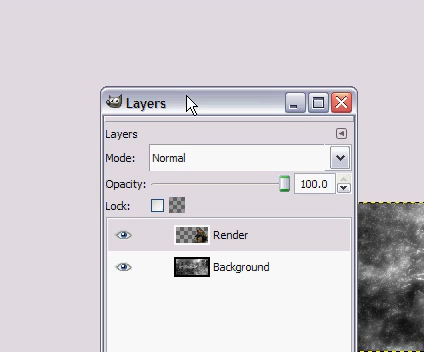 Layers
Layers
Mode: Normal
Opacity: 100.0
Lock:
Render
Background